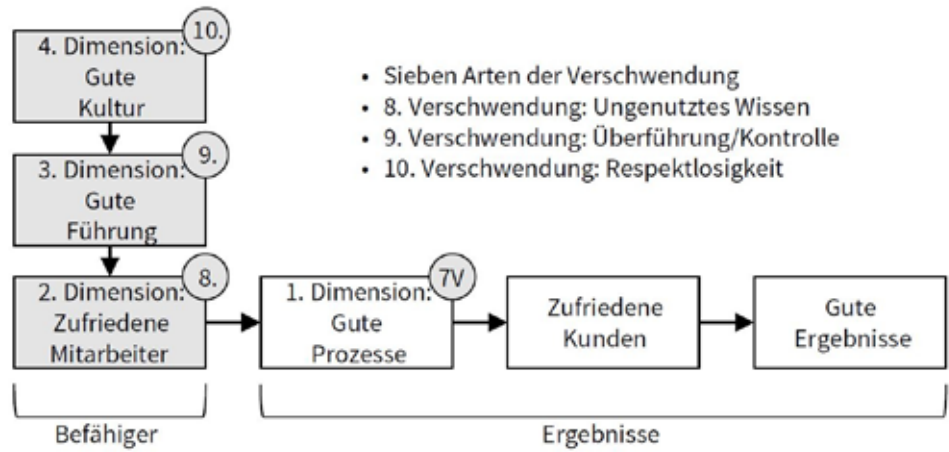 4. Dimension:
Gute
Kultur
10.
• Sieben Arten der Verschwendung
• 8. Verschwendung: Ungenutztes Wissen
• 9. Verschwendung: Überführung/Kontrolle
• 10. Verschwendung: Respektlosigkeit
3. Dimension:
Gute
Führung
9.
2. Dimension:
Zufriedene
Mitarbeiter
8.
1. Dimension:
Gute
Prozesse
7V
Zufriedene
Kunden
Gute
Ergebnisse
Befähiger
Ergebnisse